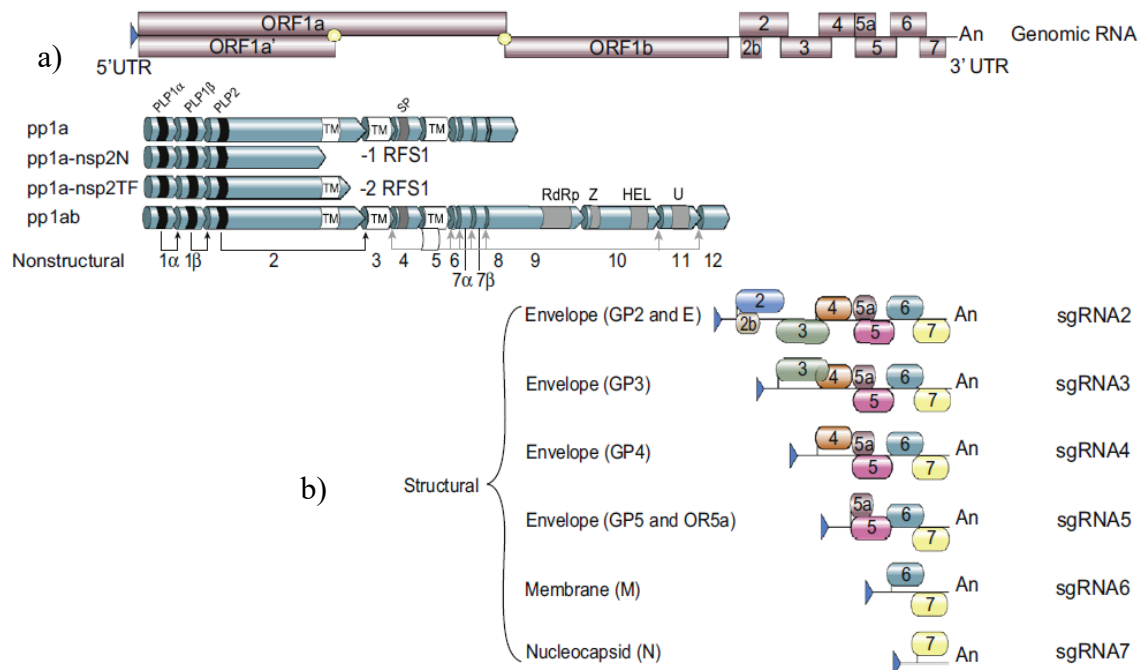 ORF1a 2 4 5a 6 An Genomic RNA
a) ORF1a' ORF1b 2b 3 5 7
5'UTR 3' UTR
PLP1α PLP1β PLP2 SP
pp1a TM TM TM
pp1a-nsp2N -1 RFS1
pp1a-nsp2TF TM -2 RFS1
RdRp Z HEL U
pp1ab TM TM TM
Nonstructural 1α 1β 2 3 4 5 6 8 9 10 11 12
7α 7β
2 4 5a 6
Envelope (GP2 and E) An sgRNA2
2b 3 5 7
3 4 5a 6
Envelope (GP3) An sgRNA3
5 7
4 5a 6
Envelope (GP4) An sgRNA4
5 7
b) Structural
5a 6
Envelope (GP5 and OR5a) An sgRNA5
5 7
6
Membrane (M) An sgRNA6
7
7
Nucleocapsid (N) An sgRNA7